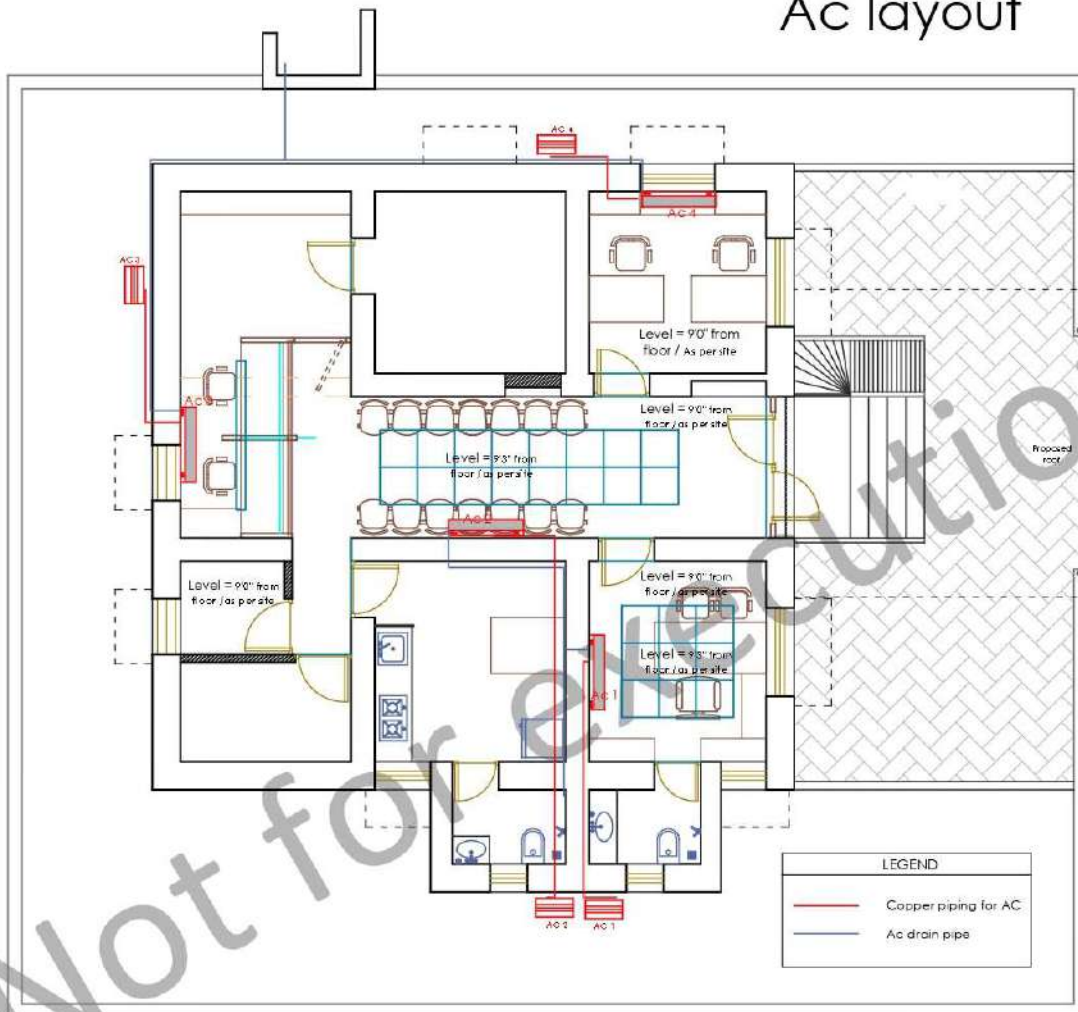 Ac layout
AC 4
Ac 4
AC 3
Level = 9'0" from
floor / As per site
Ac 3
Level = 9'0" from
floor / as per site
Level = 9'3" from
floor / as per site
Proposed
roof
Ac 2
Level = 9'0" from
floor / as per site
Level = 9'0" from
floor / as per site
Level = 9'3" from
floor / as per site
Ac 1
AC 2
AC 1
LEGEND
Copper piping for AC
Ac drain pipe
Not for execution